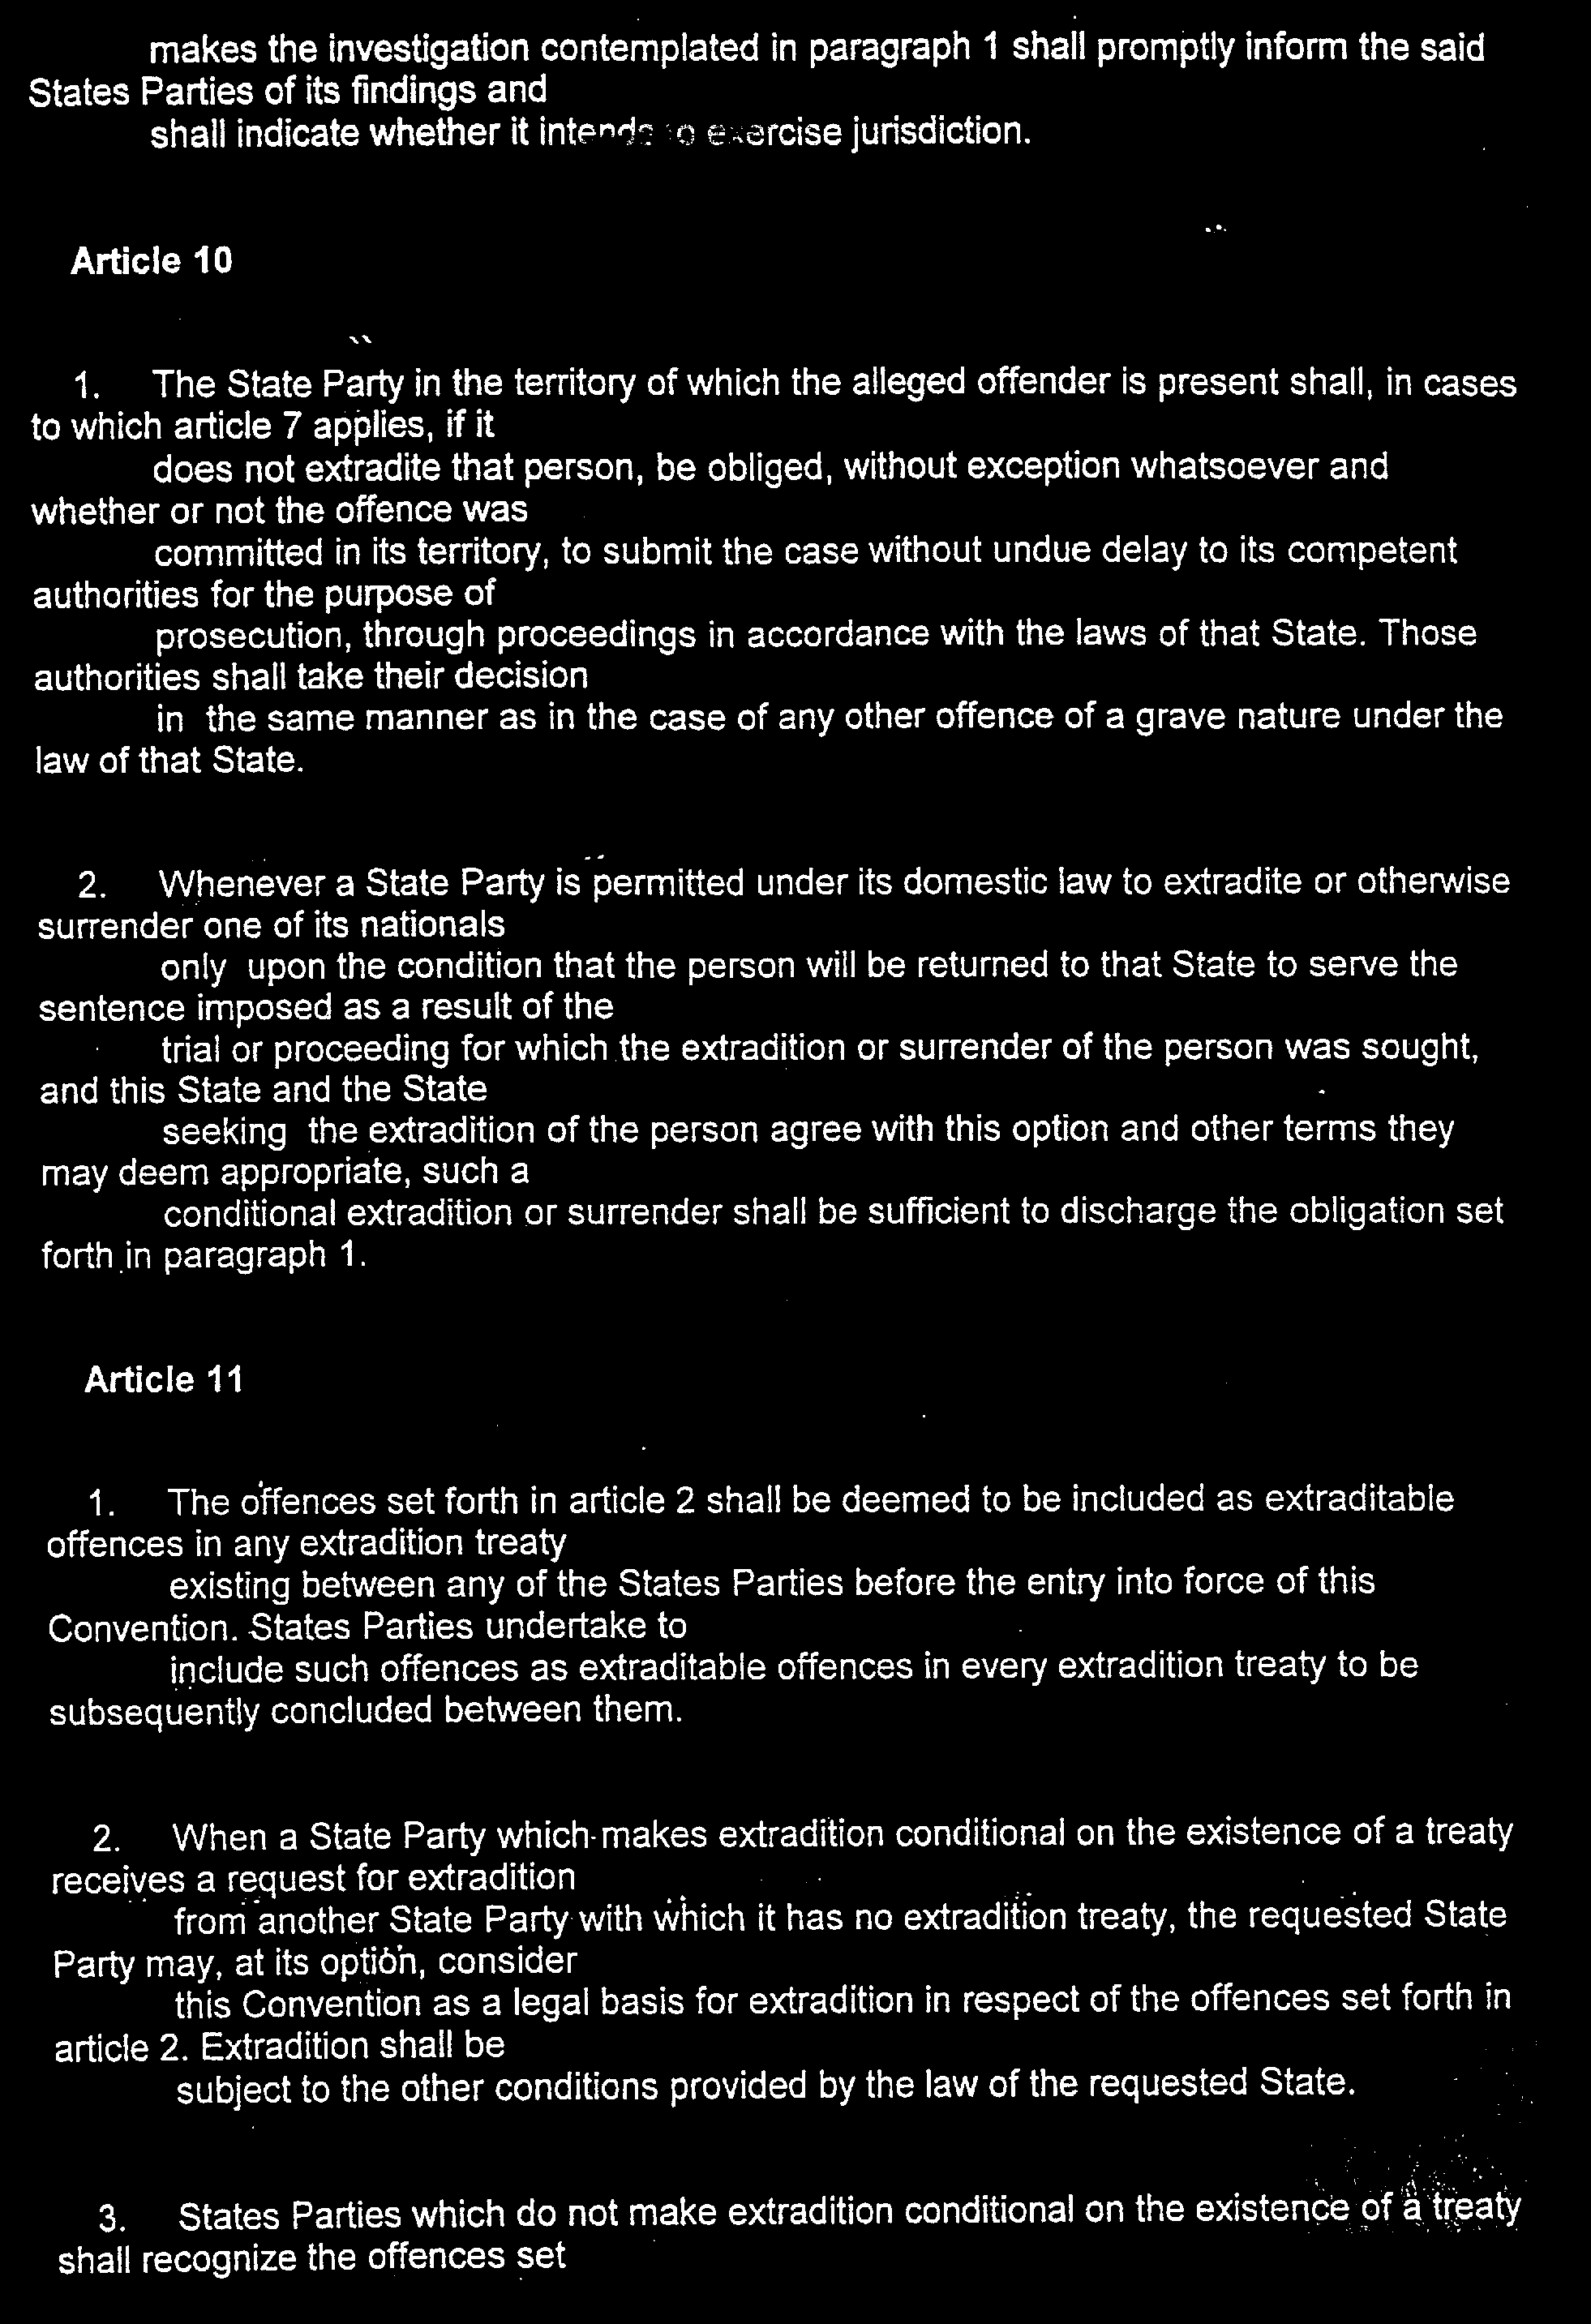 makes the investigation contemplated in paragraph 1 shall promptly inform the said
States Parties of its findings and
shall indicate whether it intends to exercise jurisdiction.
Article 10
1. The State Party in the territory of which the alleged offender is present shall, in cases
to which article 7 applies, if it
does not extradite that person, be obliged, without exception whatsoever and
whether or not the offence was
committed in its territory, to submit the case without undue delay to its competent
authorities for the purpose of
prosecution, through proceedings in accordance with the laws of that State. Those
authorities shall take their decision
in the same manner as in the case of any other offence of a grave nature under the
law of that State.
2. Whenever a State Party is permitted under its domestic law to extradite or otherwise
surrender one of its nationals
only upon the condition that the person will be returned to that State to serve the
sentence imposed as a result of the
trial or proceeding for which the extradition or surrender of the person was sought,
and this State and the State
seeking the extradition of the person agree with this option and other terms they
may deem appropriate, such a
conditional extradition or surrender shall be sufficient to discharge the obligation set
forth in paragraph 1.
Article 11
1. The offences set forth in article 2 shall be deemed to be included as extraditable
offences in any extradition treaty
existing between any of the States Parties before the entry into force of this
Convention. States Parties undertake to
include such offences as extraditable offences in every extradition treaty to be
subsequently concluded between them.
2. When a State Party which makes extradition conditional on the existence of a treaty
receives a request for extradition
from another State Party with which it has no extradition treaty, the requested State
Party may, at its option, consider
this Convention as a legal basis for extradition in respect of the offences set forth in
article 2. Extradition shall be
subject to the other conditions provided by the law of the requested State.
3. States Parties which do not make extradition conditional on the existence of a treaty
shall recognize the offences set